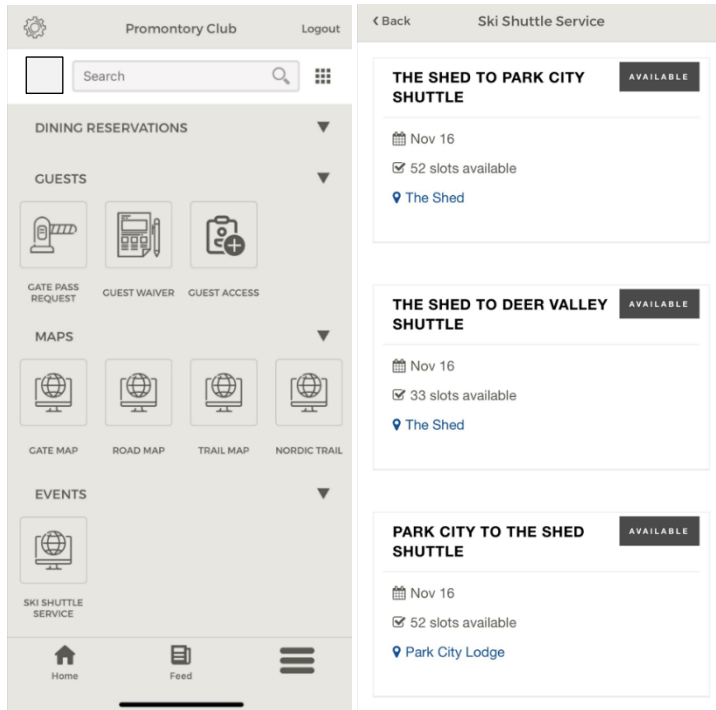 Promontory Club
Logout
Search
DINING RESERVATIONS
GUESTS
GATE PASS
REQUEST
GUEST WAIVER
GUEST ACCESS
MAPS
GATE MAP
ROAD MAP
TRAIL MAP
NORDIC TRAIL
EVENTS
SKI SHUTTLE
SERVICE
Home
Feed
Back
Ski Shuttle Service
THE SHED TO PARK CITY
SHUTTLE
AVAILABLE
Nov 16
52 slots available
The Shed
THE SHED TO DEER VALLEY
SHUTTLE
AVAILABLE
Nov 16
33 slots available
The Shed
PARK CITY TO THE SHED
SHUTTLE
AVAILABLE
Nov 16
52 slots available
Park City Lodge